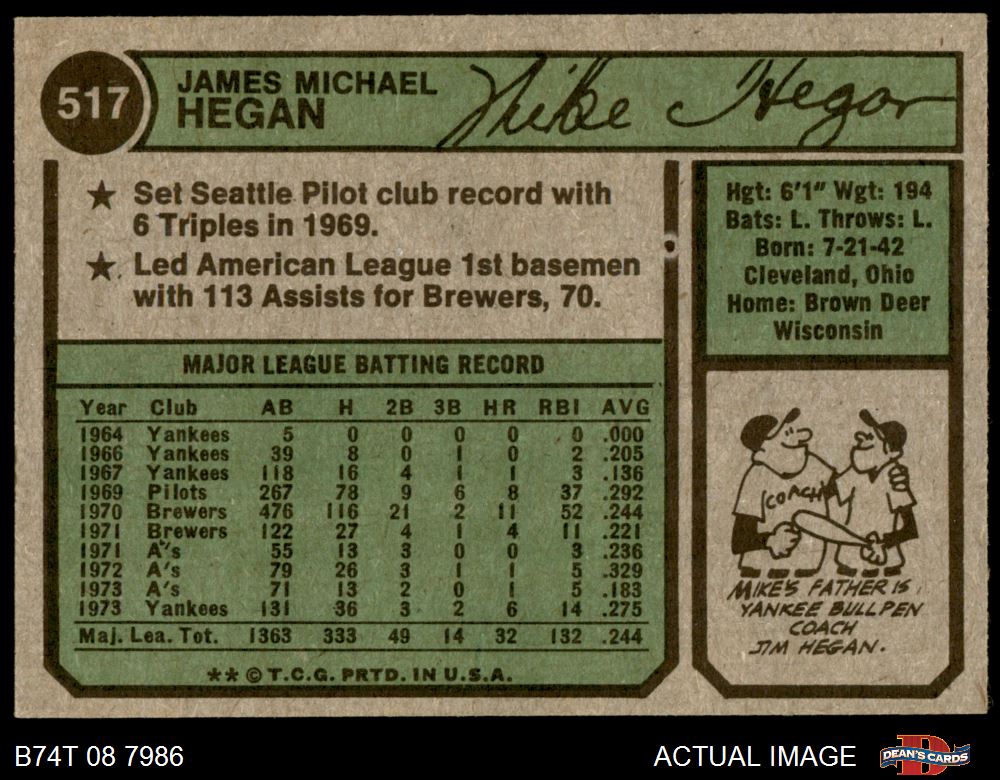 517
JAMES MICHAEL
HEGAN
Mike Hegan
★ Set Seattle Pilot club record with
6 Triples in 1969.
★ Led American League 1st basemen
with 113 Assists for Brewers, 70.
Hgt: 6'1" Wgt: 194
Bats: L. Throws: L.
Born: 7-21-42
Cleveland, Ohio
Home: Brown Deer
Wisconsin
MAJOR LEAGUE BATTING RECORD
Year Club AB H 2B 3B HR RBI AVG
1964 Yankees 5 0 0 0 0 0 .000
1966 Yankees 39 8 0 1 0 2 .205
1967 Yankees 118 16 4 1 1 3 .136
1969 Pilots 267 78 9 6 8 37 .292
1970 Brewers 476 116 21 2 11 52 .244
1971 Brewers 122 27 4 1 4 11 .221
1971 A's 55 13 3 0 0 3 .236
1972 A's 79 26 3 1 1 5 .329
1973 A's 71 13 2 0 1 5 .183
1973 Yankees 131 36 3 2 6 14 .275
Maj. Lea. Tot. 1363 333 49 14 32 132 .244
** © T.C.G. PRTD. IN U.S.A.
COACH
MIKE'S FATHER IS
YANKEE BULLPEN
COACH
JIM HEGAN.
B74T 08 7986
ACTUAL IMAGE
DEAN'S CARDS